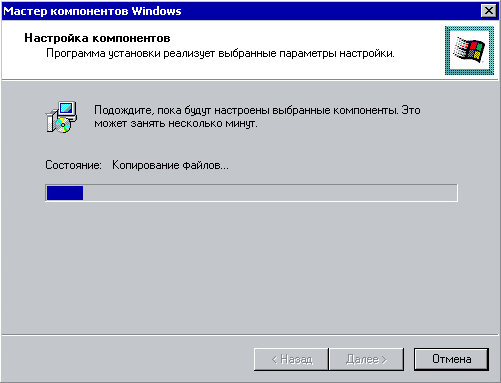 Мастер компонентов Windows
Настройка компонентов
Программа установки реализует выбранные параметры настройки.
Подождите, пока будут настроены выбранные компоненты. Это
может занять несколько минут.
Состояние: Копирование файлов...
< Назад Далее > Отмена